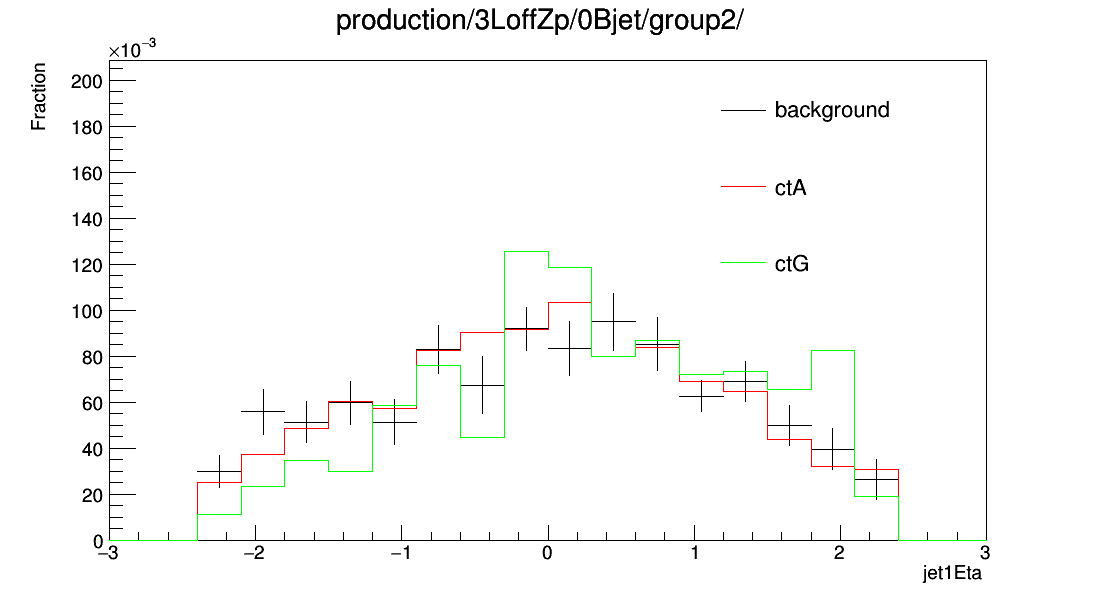 production/3LoffZp/0Bjet/group2/
×10⁻³
Fraction
200
180
160
140
120
100
80
60
40
20
0
background
ctA
ctG
−3 −2 −1 0 1 2 3
jet1Eta